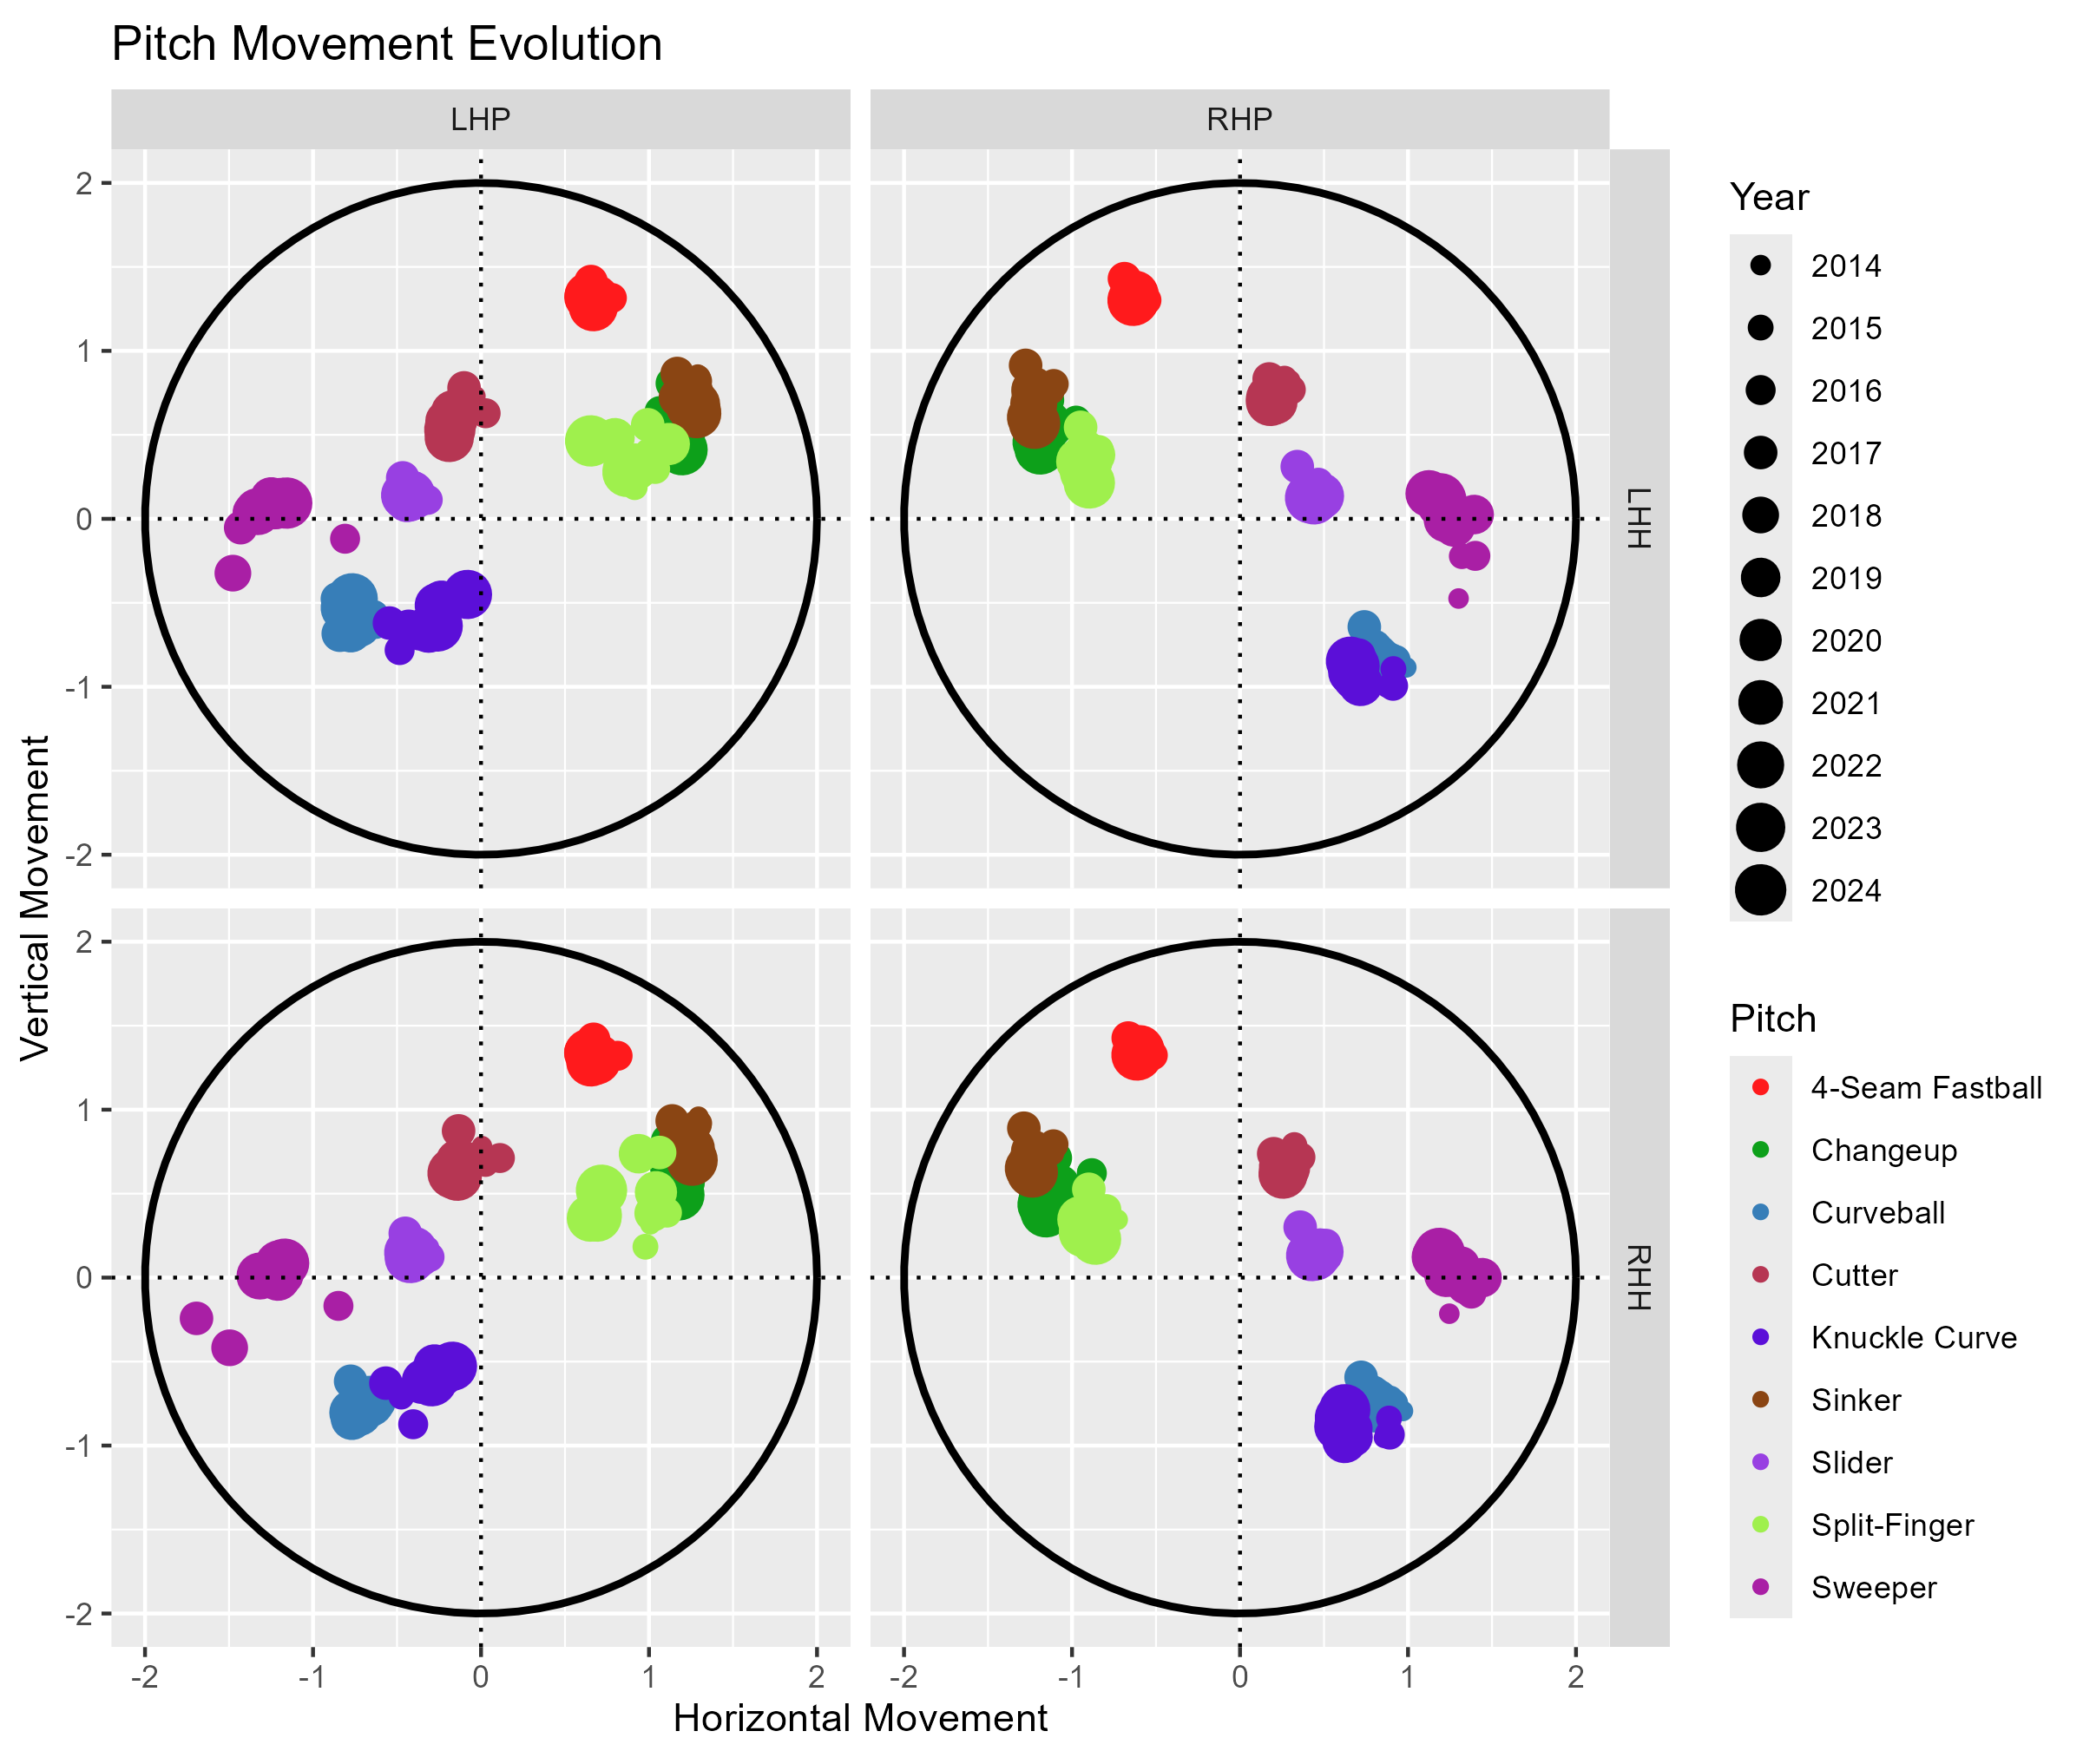 Pitch Movement Evolution
LHP
RHP
2
1
0
-1
-2
LHH
2
1
0
-1
-2
RHH
-2
-1
0
1
2
-2
-1
0
1
2
Vertical Movement
Horizontal Movement
Year
2014
2015
2016
2017
2018
2019
2020
2021
2022
2023
2024
Pitch
4-Seam Fastball
Changeup
Curveball
Cutter
Knuckle Curve
Sinker
Slider
Split-Finger
Sweeper